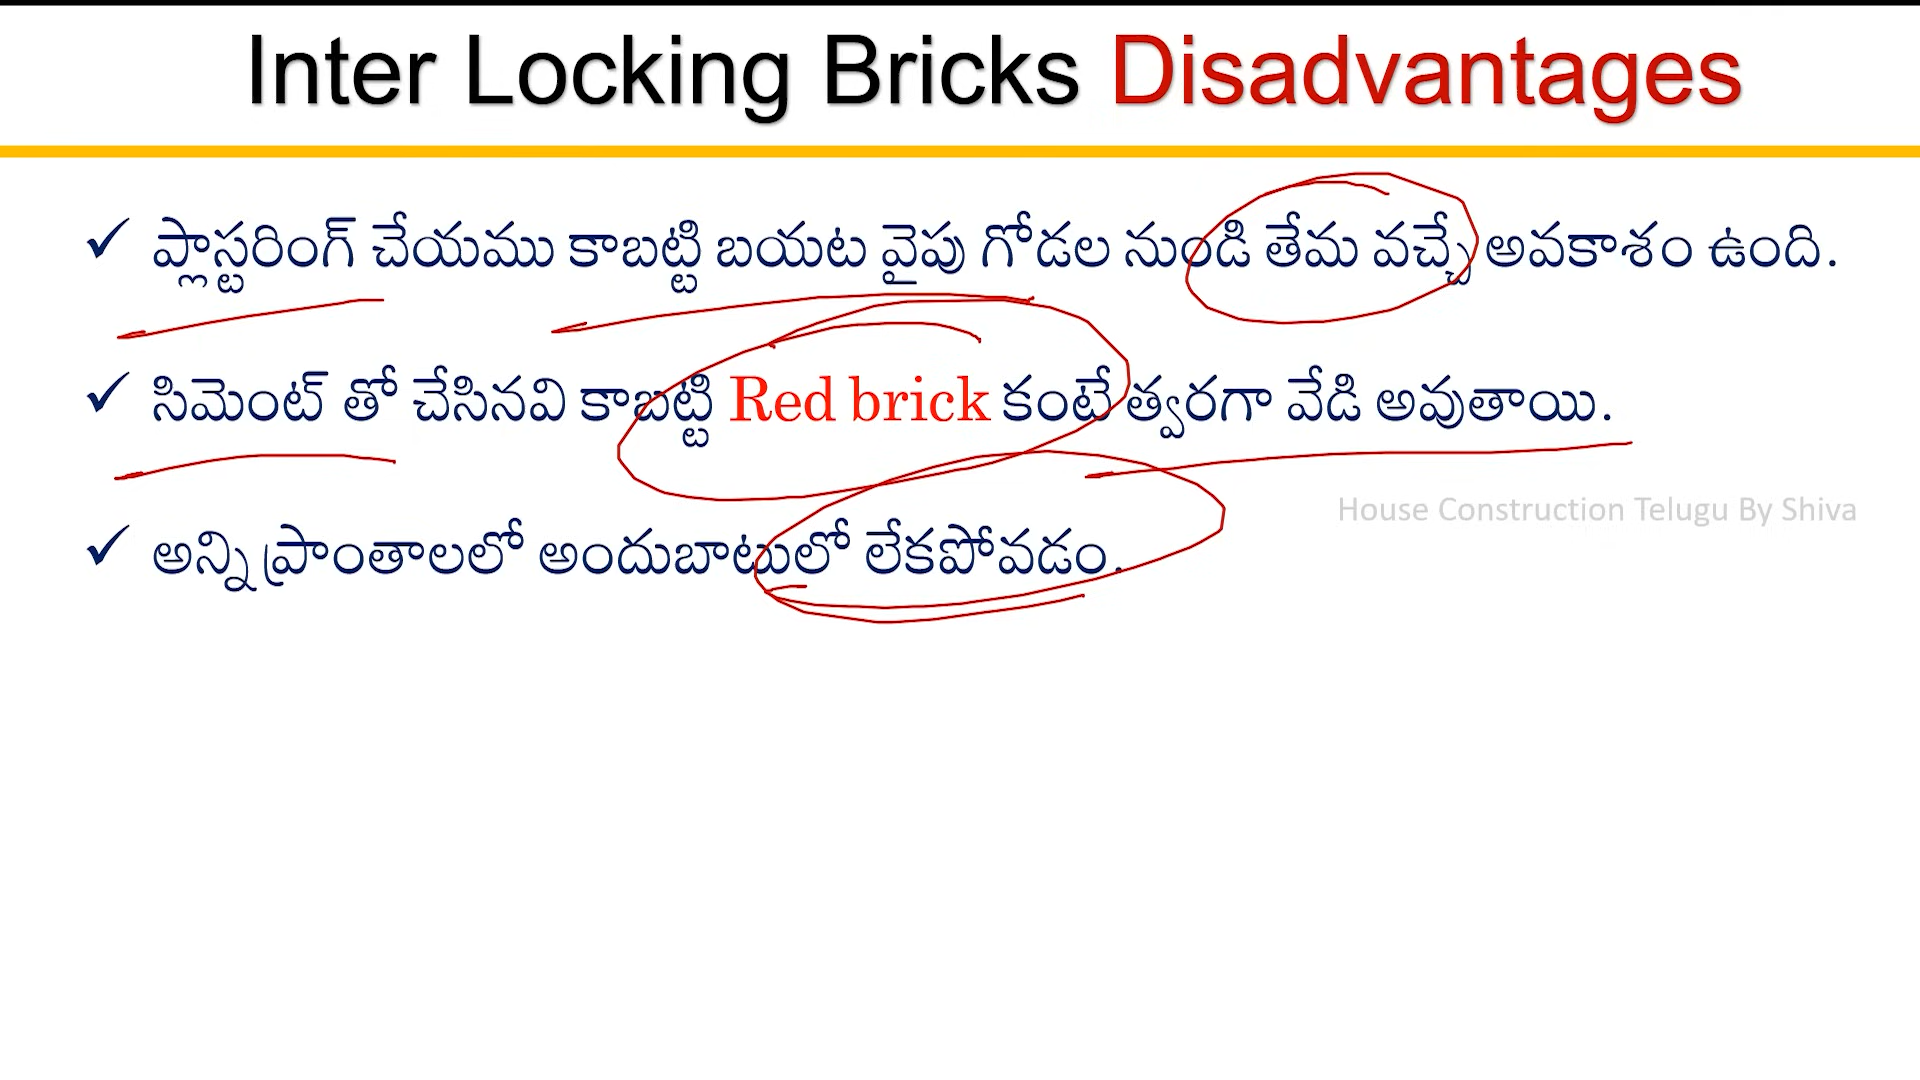 Inter Locking Bricks Disadvantages
✓ ప్లాస్టరింగ్ చేయము కాబట్టి బయట వైపు గోడల నుండి తేమ వచ్చే అవకాశం ఉంది.
✓ సిమెంట్ తో చేసినవి కాబట్టి Red brick కంటే త్వరగా వేడి అవుతాయి.
House Construction Telugu By Shiva
✓ అన్ని ప్రాంతాలలో అందుబాటులో లేకపోవడం.